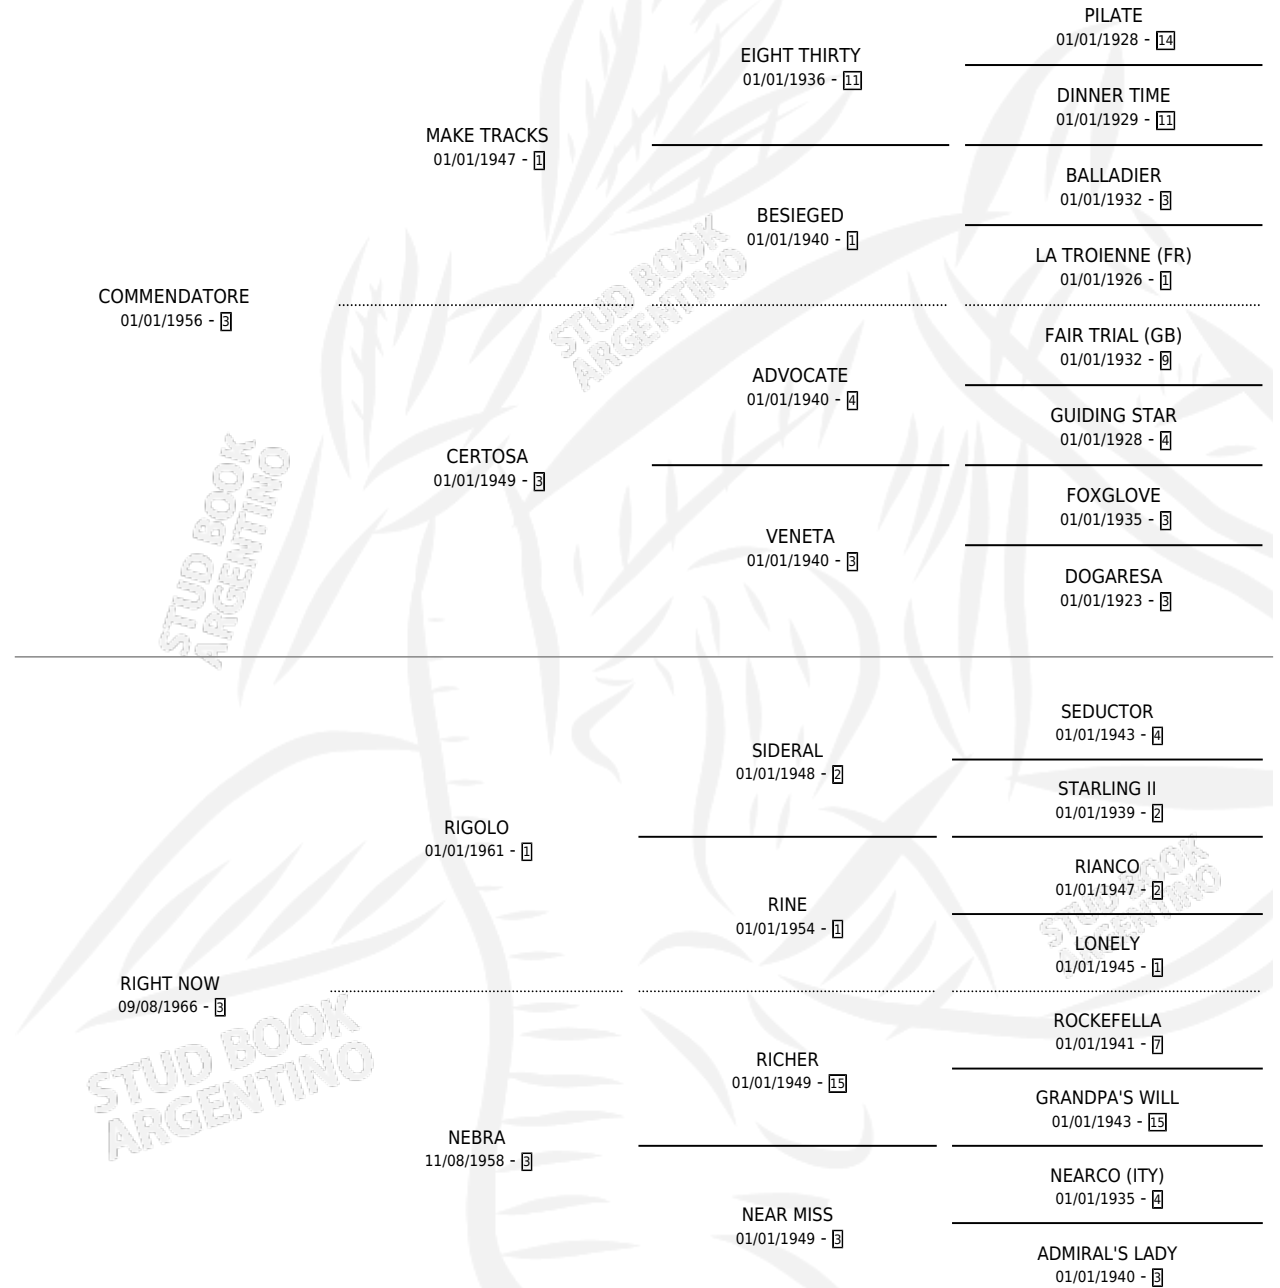 PILATE
01/01/1928 - 14
EIGHT THIRTY
01/01/1936 - 11
DINNER TIME
01/01/1929 - 11
MAKE TRACKS
01/01/1947 - 1
BALLADIER
01/01/1932 - 3
BESIEGED
01/01/1940 - 1
LA TROIENNE (FR)
01/01/1926 - 1
COMMENDATORE
01/01/1956 - 3
FAIR TRIAL (GB)
01/01/1932 - 9
ADVOCATE
01/01/1940 - 4
GUIDING STAR
01/01/1928 - 4
CERTOSA
01/01/1949 - 3
FOXGLOVE
01/01/1935 - 3
VENETA
01/01/1940 - 3
DOGARESA
01/01/1923 - 3
SEDUCTOR
01/01/1943 - 4
SIDERAL
01/01/1948 - 2
STARLING II
01/01/1939 - 2
RIGOLO
01/01/1961 - 1
RIANCO
01/01/1947 - 2
RINE
01/01/1954 - 1
LONELY
01/01/1945 - 1
RIGHT NOW
09/08/1966 - 3
ROCKEFELLA
01/01/1941 - 7
RICHER
01/01/1949 - 15
GRANDPA'S WILL
01/01/1943 - 15
NEBRA
11/08/1958 - 3
NEARCO (ITY)
01/01/1935 - 4
NEAR MISS
01/01/1949 - 3
ADMIRAL'S LADY
01/01/1940 - 3
STUD BOOK
ARGENTINO
STUD BOOK
ARGENTINO
STUD BOOK
ARGENTINO
STUD BOOK
ARGENTINO